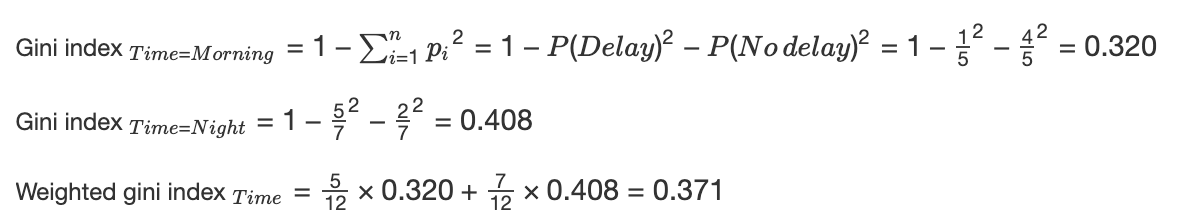 Gini index Time=Morning = 1 − ∑ⁿᵢ₌₁ pᵢ² = 1 − P(Delay)² − P(No delay)² = 1 − 1/5² − 4/5² = 0.320
Gini index Time=Night = 1 − 5/7² − 2/7² = 0.408
Weighted gini index Time = 5/12 × 0.320 + 7/12 × 0.408 = 0.371